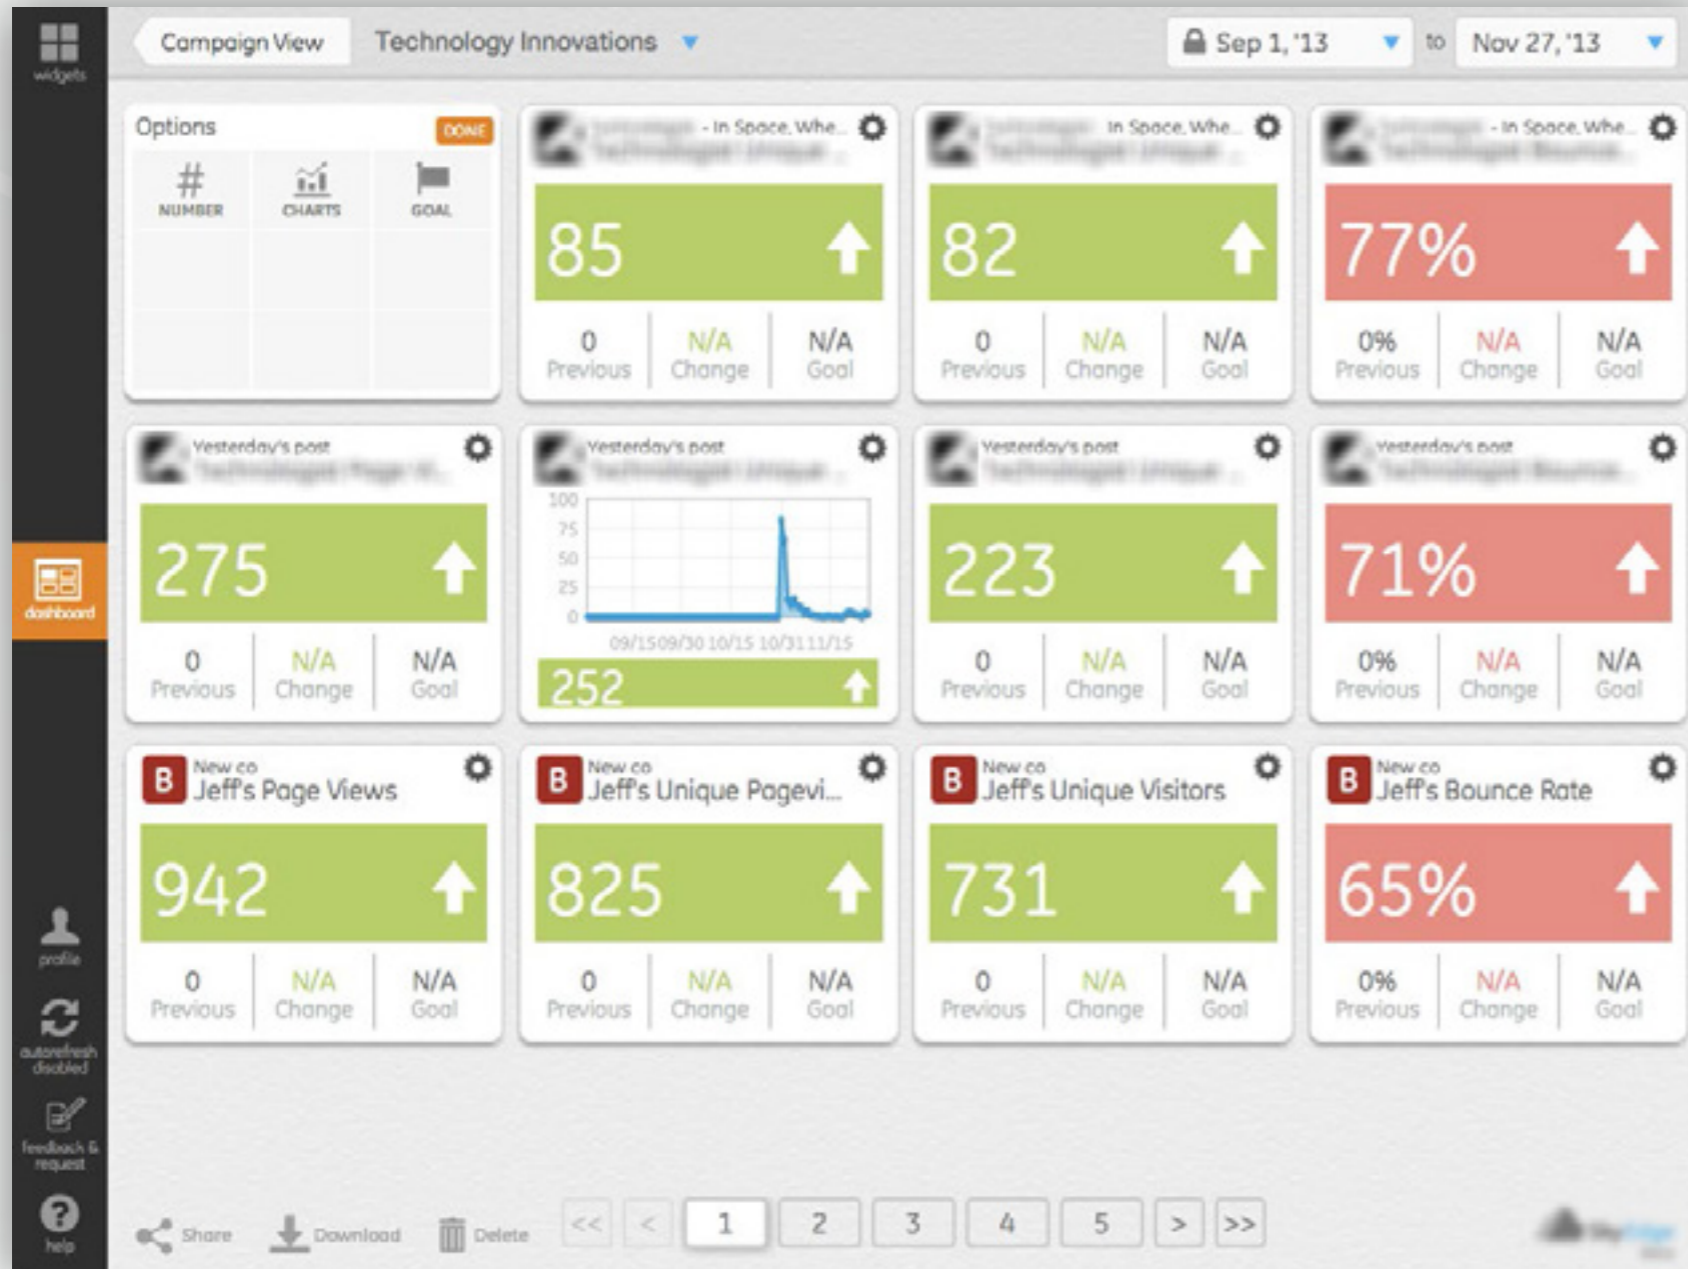 widgets
Campaign View
Technology Innovations
Sep 1, '13
to
Nov 27, '13
Options
DONE
#
NUMBER
CHARTS
GOAL
- In Space, Whe...
85
0
N/A
N/A
Previous
Change
Goal
In Space, Whe...
82
0
N/A
N/A
Previous
Change
Goal
- In Space, Whe...
77%
0%
N/A
N/A
Previous
Change
Goal
dashboard
Yesterday's post
275
0
N/A
N/A
Previous
Change
Goal
Yesterday's post
100
75
50
25
0
09/15 09/30 10/15 10/31 11/15
252
Yesterday's post
223
0
N/A
N/A
Previous
Change
Goal
Yesterday's post
71%
0%
N/A
N/A
Previous
Change
Goal
B
New co
Jeff's Page Views
942
0
N/A
N/A
Previous
Change
Goal
B
New co
Jeff's Unique Pagevi...
825
0
N/A
N/A
Previous
Change
Goal
B
New co
Jeff's Unique Visitors
731
0
N/A
N/A
Previous
Change
Goal
B
New co
Jeff's Bounce Rate
65%
0%
N/A
N/A
Previous
Change
Goal
profile
autorefresh
disabled
feedback &
request
?
help
Share
Download
Delete
<< < 1 2 3 4 5 > >>